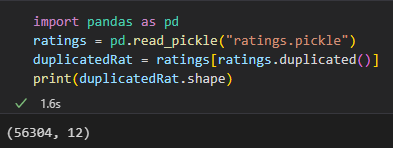 import pandas as pd
ratings = pd.read_pickle("ratings.pickle")
duplicatedRat = ratings[ratings.duplicated()]
print(duplicatedRat.shape)
1.6s
(56304, 12)